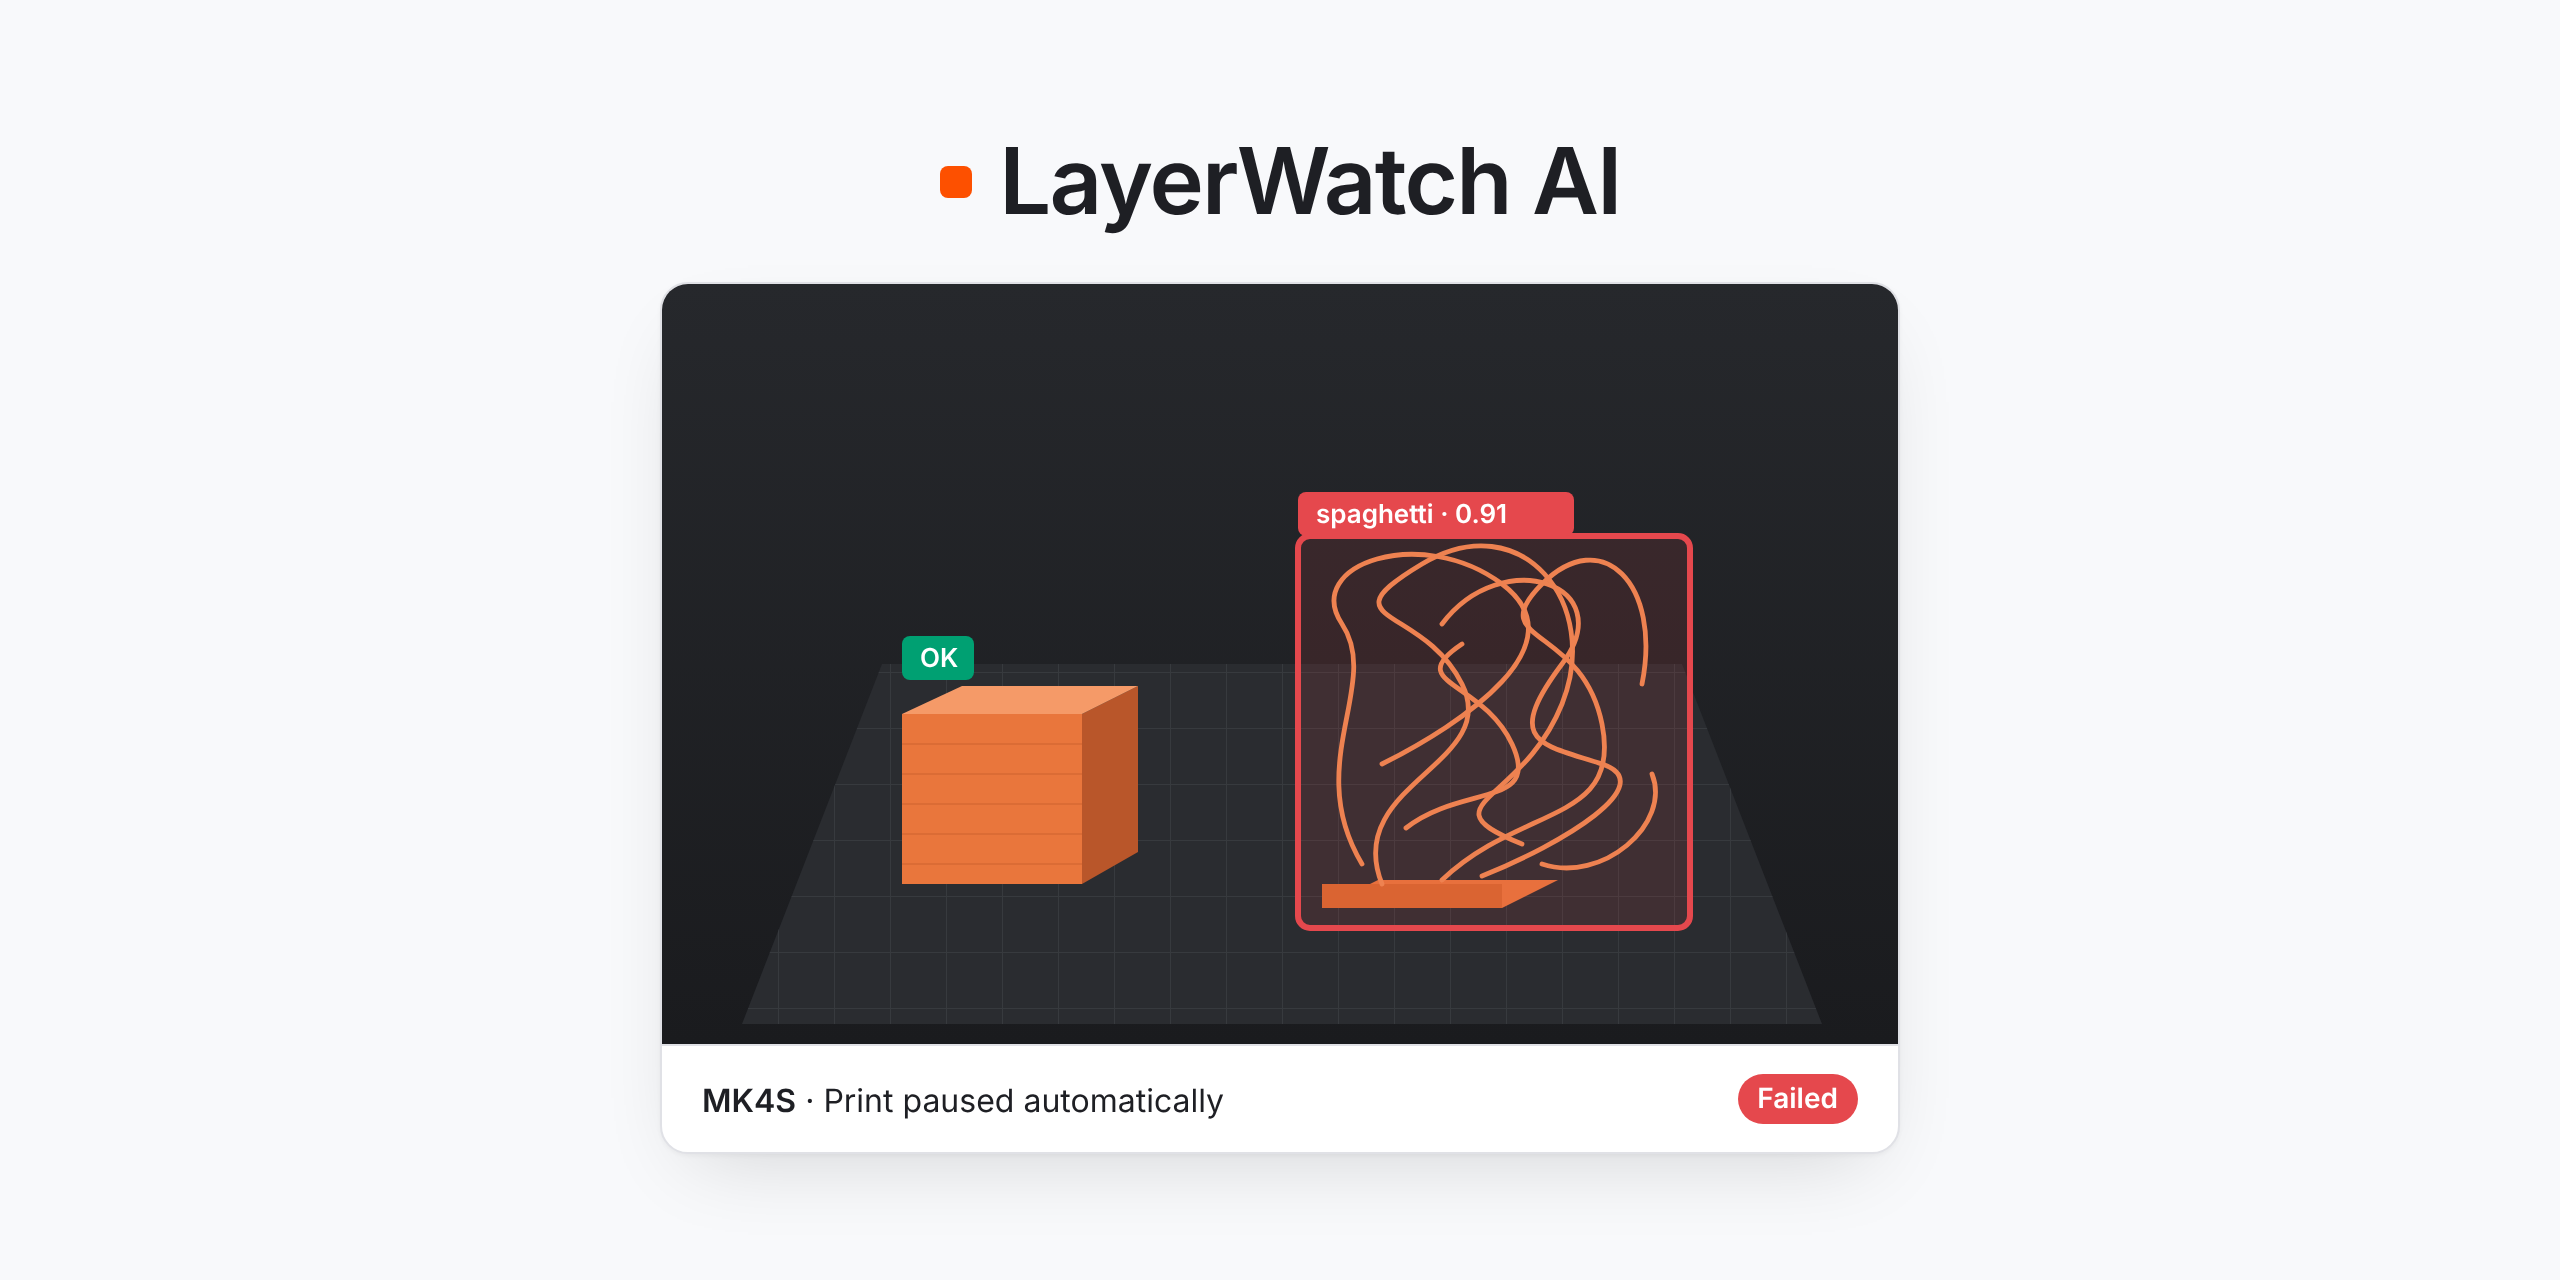 LayerWatch AI
spaghetti · 0.91
OK
MK4S · Print paused automatically
Failed